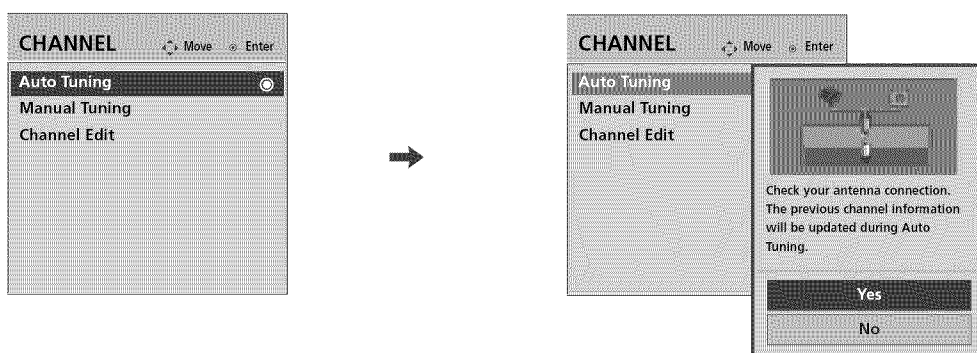 CHANNEL Move Enter
Auto Tuning
Manual Tuning
Channel Edit
CHANNEL Move Enter
Auto Tuning
Manual Tuning
Channel Edit
Check your antenna connection.
The previous channel information
will be updated during Auto
Tuning.
Yes
No